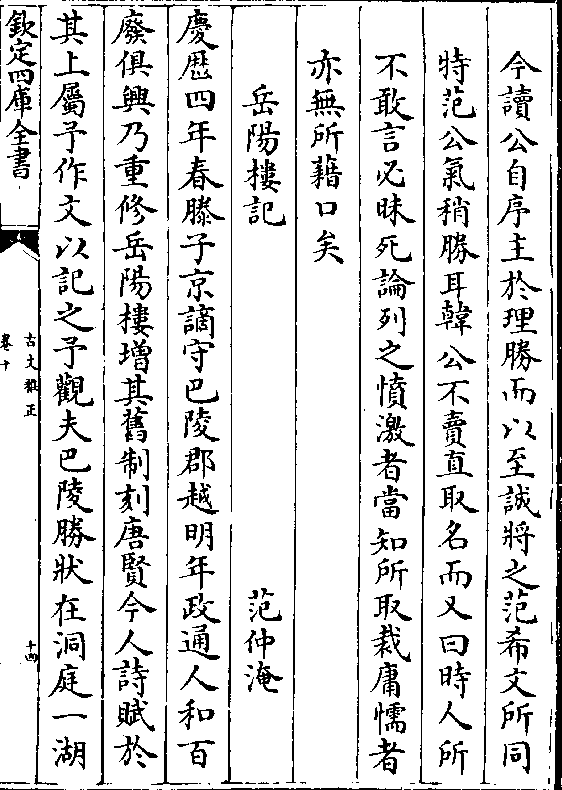 今讀公自序主於理勝而以至誠將之范希文所同
特范公氣稍勝耳韓公不賣直取名而又曰時人所
不敢言必昧死論列之憤激者當知所取裁庸懦者
亦無所藉口矣
岳陽樓記 范仲淹
慶歴四年春滕子京謫守巴陵郡越明年政通人和百
廢俱興乃重修岳陽樓增其舊制刻唐賢今人詩賦於
其上屬予作文以記之予觀夫巴陵勝狀在洞庭一湖
欽定四庫全書
古文雅正
卷十
十四